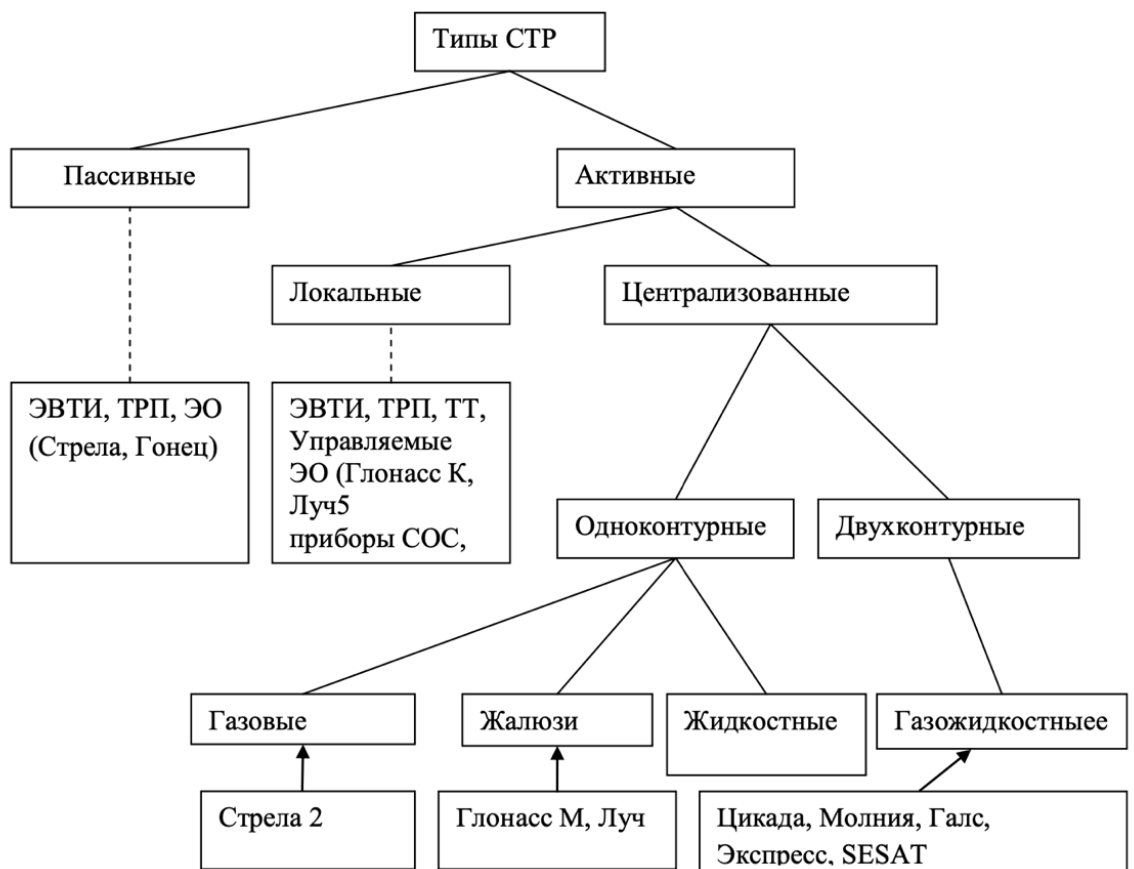 Типы СТР
Пассивные
Активные
Локальные
Централизованные
ЭВТИ, ТРП, ЭО
(Стрела, Гонец)
ЭВТИ, ТРП, ТТ,
Управляемые
ЭО (Глонасс К,
Луч5
приборы СОС,
Одноконтурные
Двухконтурные
Газовые
Жалюзи
Жидкостные
Газожидкостныее
Стрела 2
Глонасс М, Луч
Цикада, Молния, Галс,
Экспресс, SESAT